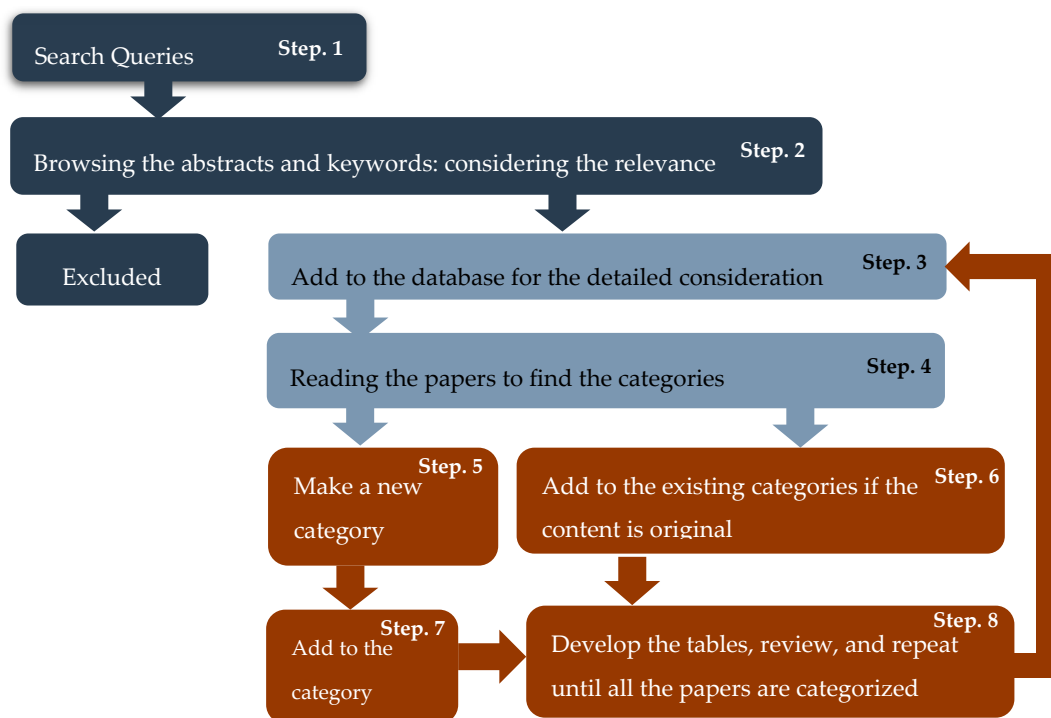 Search Queries
Step. 1
Browsing the abstracts and keywords: considering the relevance
Step. 2
Excluded
Add to the database for the detailed consideration
Step. 3
Reading the papers to find the categories
Step. 4
Step. 5
Make a new
category
Step. 6
Add to the existing categories if the
content is original
Step. 7
Add to the
category
Step. 8
Develop the tables, review, and repeat
until all the papers are categorized